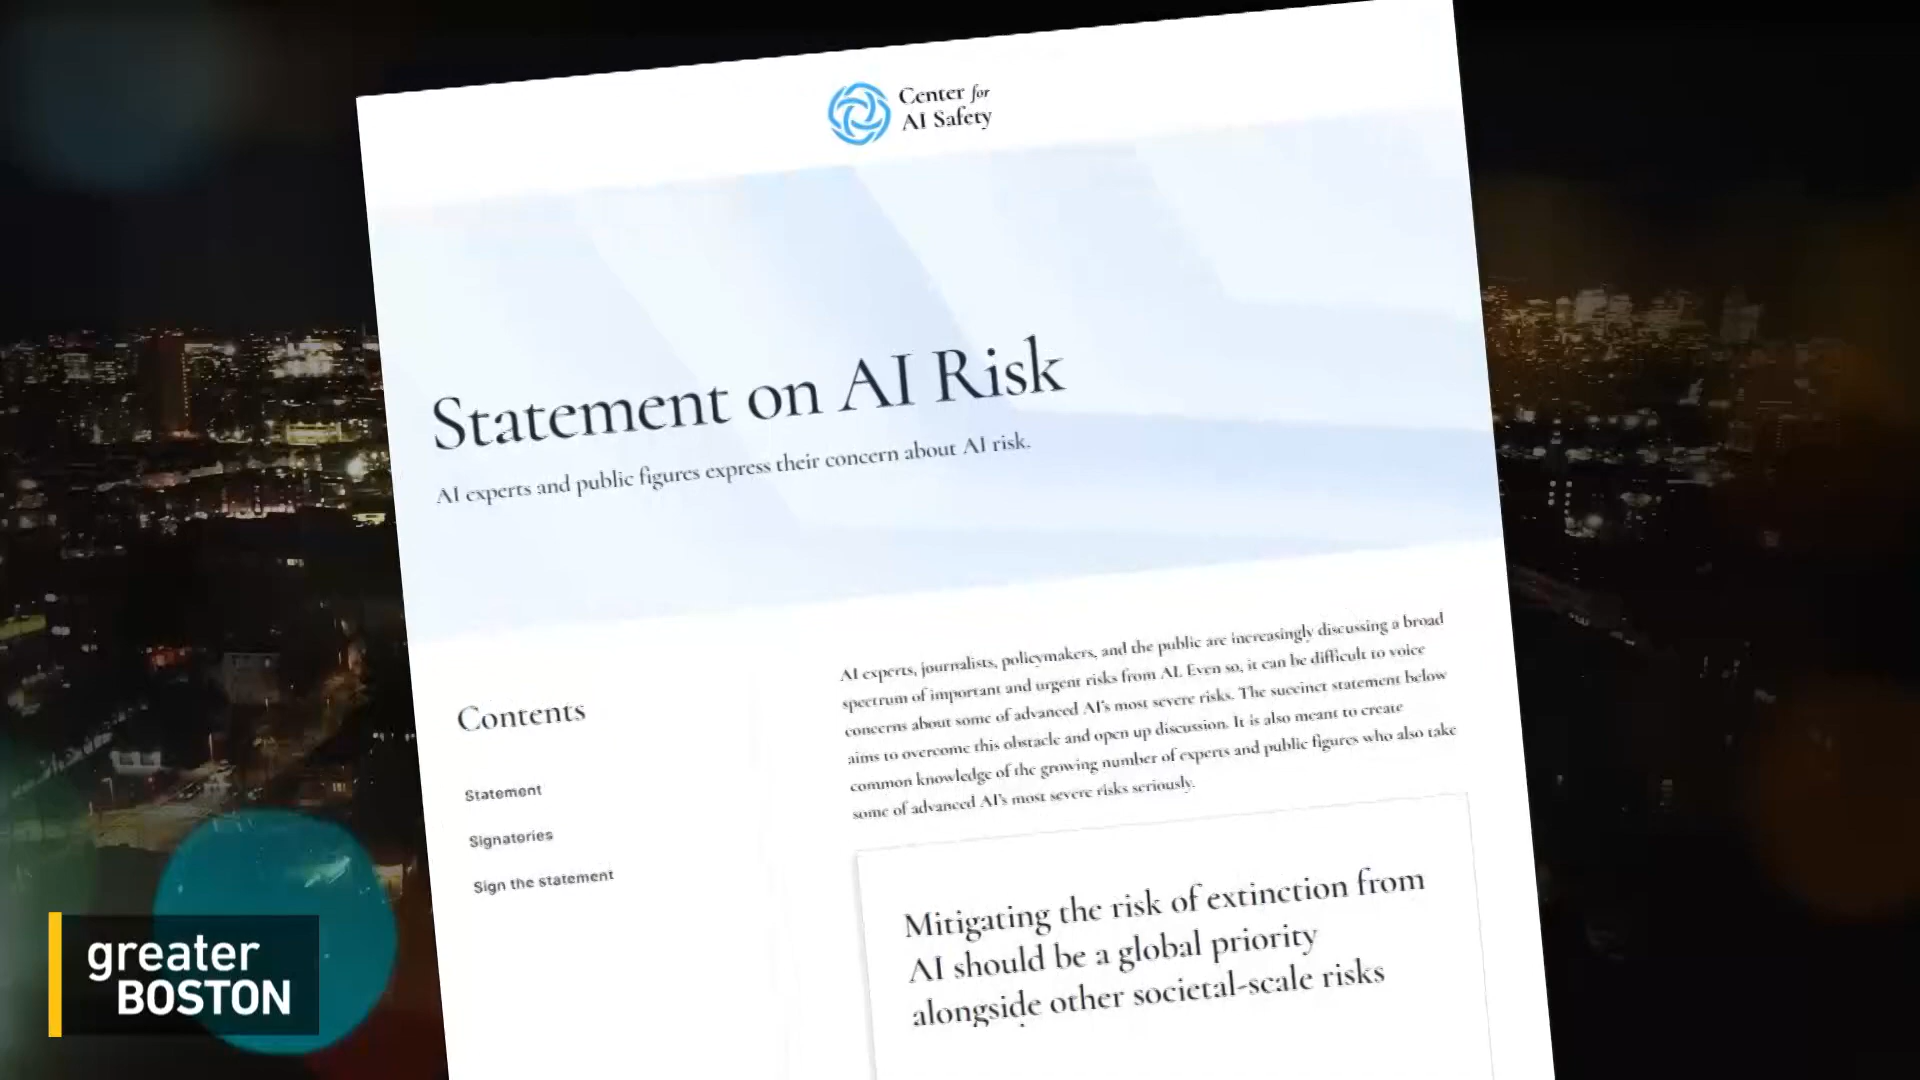 Center for
AI Safety
Statement on AI Risk
AI experts and public figures express their concern about AI risk.
Contents
Statement
Signatories
Sign the statement
AI experts, journalists, policymakers, and the public are increasingly discussing a broad
spectrum of important and urgent risks from AI. Even so, it can be difficult to voice
concerns about some of advanced AI's most severe risks. The succinct statement below
aims to overcome this obstacle and open up discussion. It is also meant to create
common knowledge of the growing number of experts and public figures who also take
some of advanced AI's most severe risks seriously.
Mitigating the risk of extinction from
AI should be a global priority
alongside other societal-scale risks
greater
BOSTON